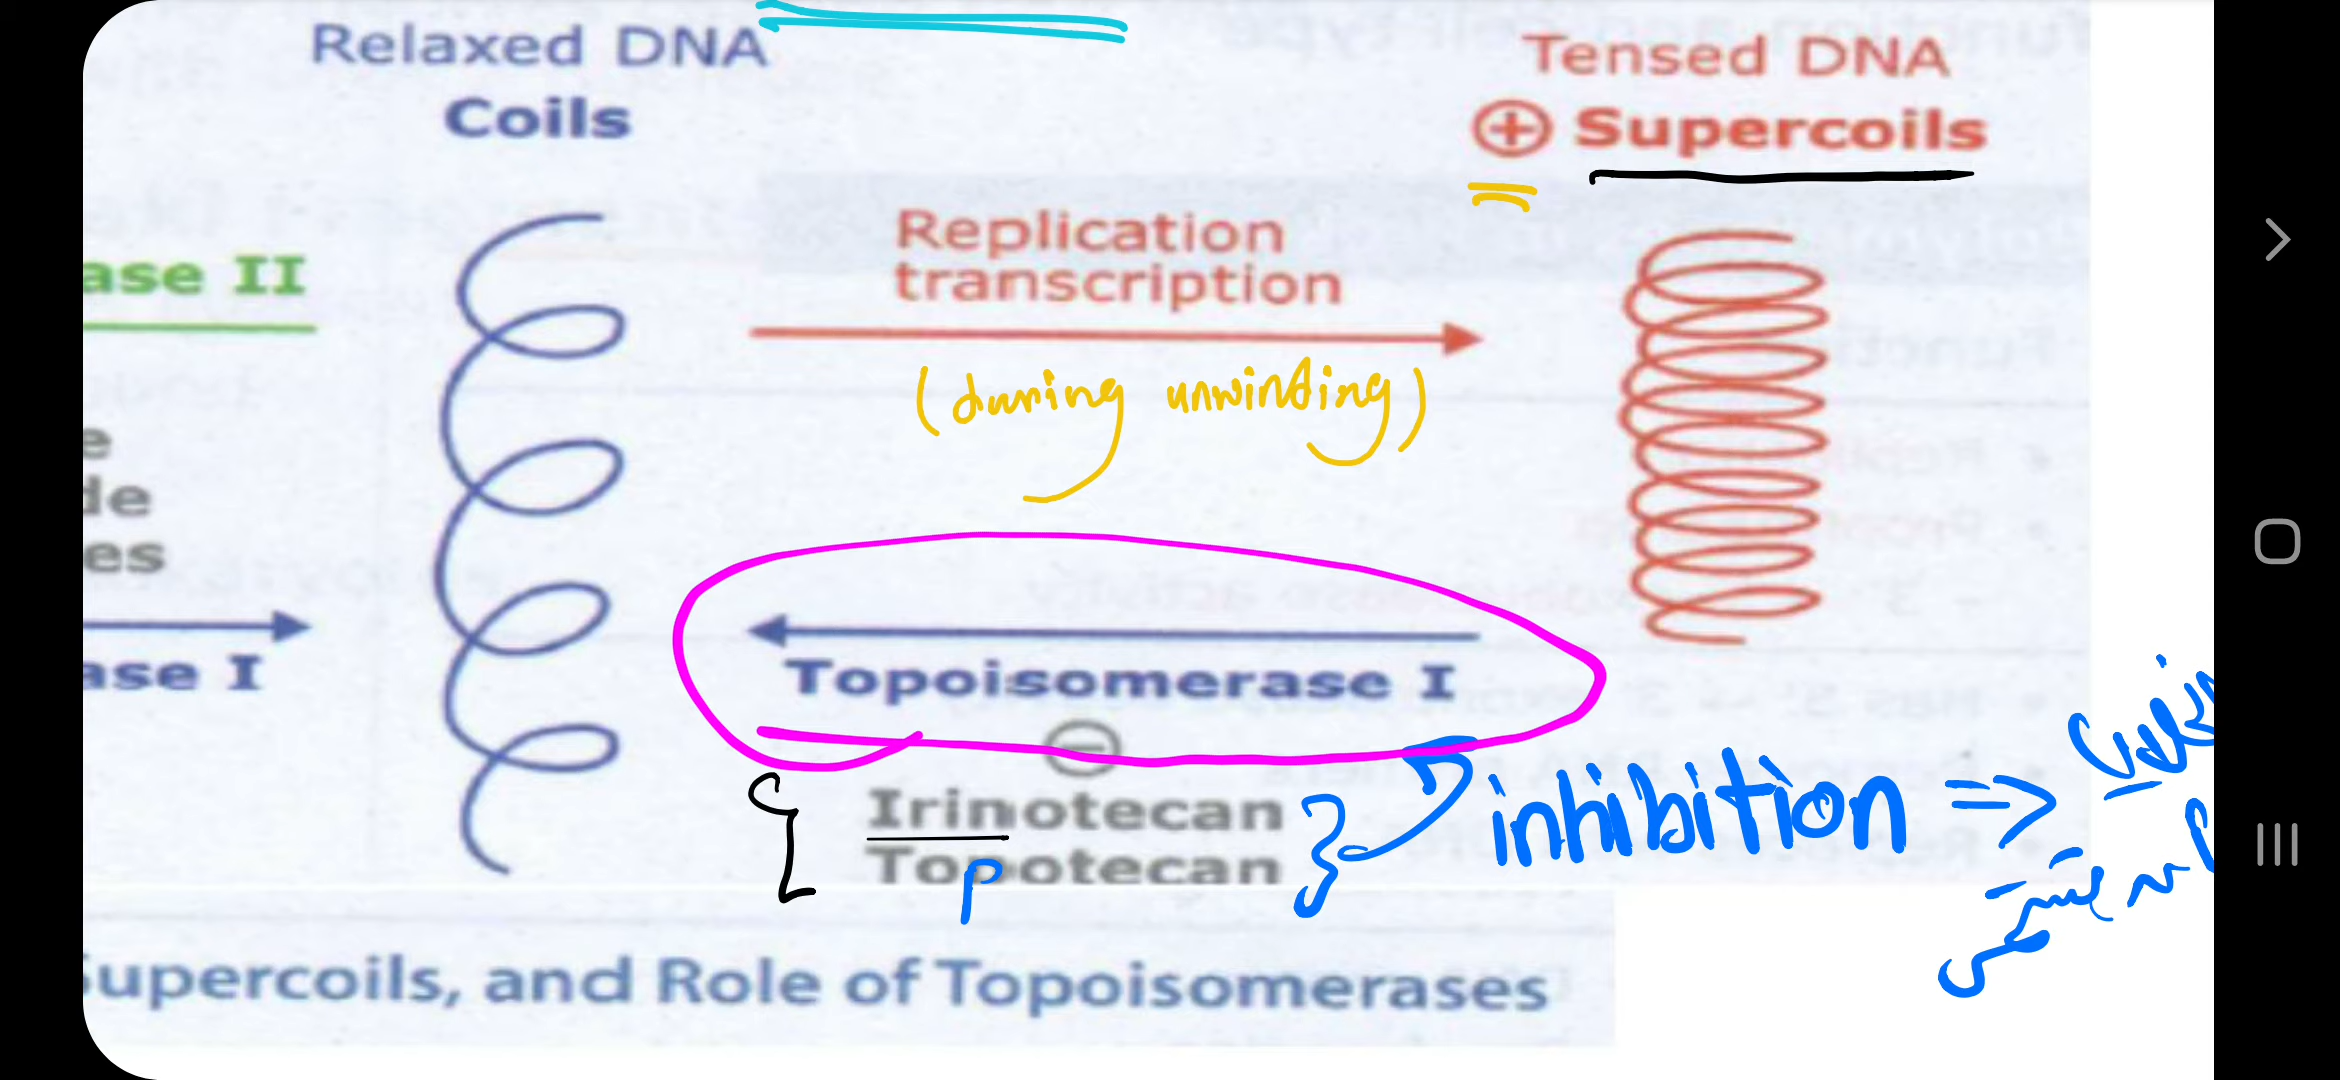 Relaxed DNA
Coils
Tensed DNA
⊕ Supercoils
Replication
transcription
(during unwinding)
ase II
e
de
es
ase I
Topoisomerase I
⊖
Irinotecan
Topotecan
p
inhibition ⇒
Supercoils, and Role of Topoisomerases